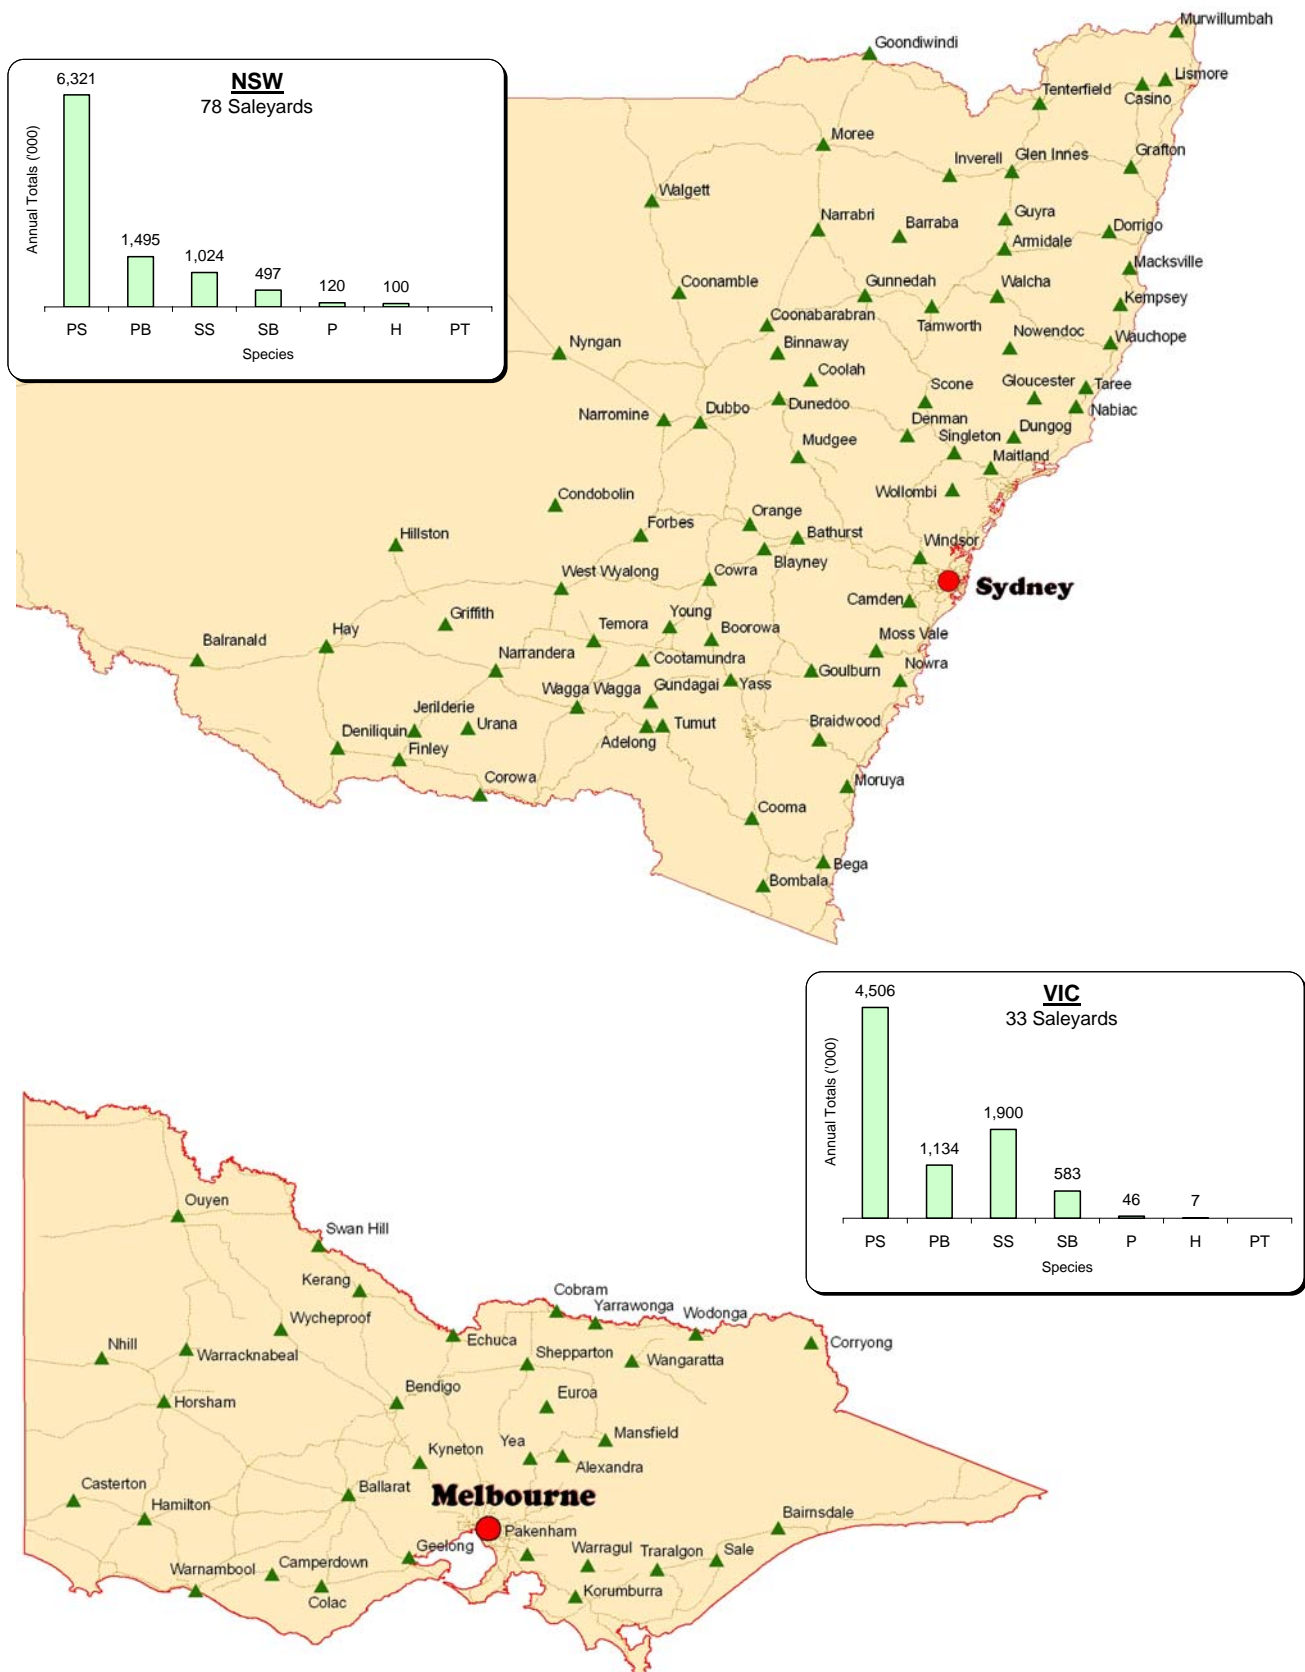 Murwillumbah
Goondiwindi
NSW
78 Saleyards
6,321
1,495
1,024
497
120
100
Annual Totals ('000)
PS
PB
SS
SB
P
H
PT
Species
Lismore
Tenterfield
Casino
Moree
Inverell
Glen Innes
Grafton
Walgett
Narrabri
Barraba
Guyra
Dorrigo
Armidale
Macksville
Coonamble
Gunnedah
Walcha
Kempsey
Coonabarabran
Tamworth
Nowendoc
Wauchope
Nyngan
Binnaway
Coolah
Scone
Gloucester
Taree
Narromine
Dubbo
Dunedoo
Denman
Nabiac
Singleton
Dungog
Mudgee
Maitland
Wollombi
Condobolin
Orange
Forbes
Bathurst
Hillston
Windsor
Blayney
West Wyalong
Cowra
Sydney
Camden
Griffith
Young
Temora
Boorowa
Balranald
Hay
Moss Vale
Narrandera
Cootamundra
Goulburn
Nowra
Wagga Wagga
Gundagai
Yass
Jerilderie
Urana
Tumut
Braidwood
Deniliquin
Adelong
Finley
Corowa
Moruya
Cooma
Bega
Bombala
VIC
33 Saleyards
4,506
1,134
1,900
583
46
7
Annual Totals ('000)
PS
PB
SS
SB
P
H
PT
Species
Ouyen
Swan Hill
Kerang
Cobram
Yarrawonga
Wodonga
Wycheproof
Echuca
Corryong
Nhill
Warracknabeal
Shepparton
Wangaratta
Bendigo
Euroa
Horsham
Mansfield
Yea
Kyneton
Alexandra
Casterton
Ballarat
Melbourne
Hamilton
Bairnsdale
Pakenham
Geelong
Warragul
Traralgon
Sale
Warnambool
Camperdown
Korumburra
Colac